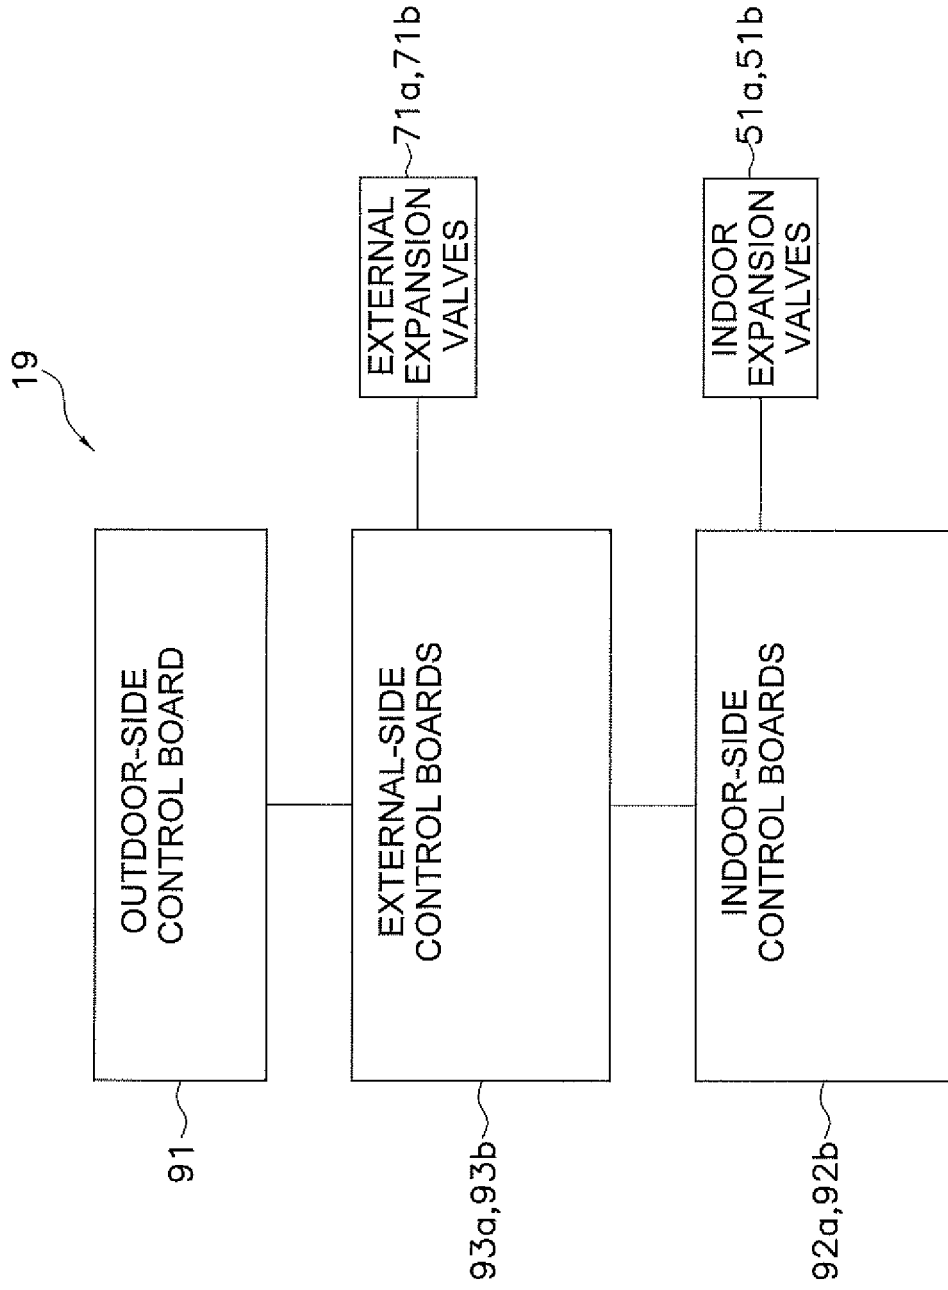 19
OUTDOOR-SIDE
CONTROL BOARD
91
EXTERNAL-SIDE
CONTROL BOARDS
93a,93b
EXTERNAL
EXPANSION
VALVES
71a,71b
INDOOR-SIDE
CONTROL BOARDS
92a,92b
INDOOR
EXPANSION
VALVES
51a,51b